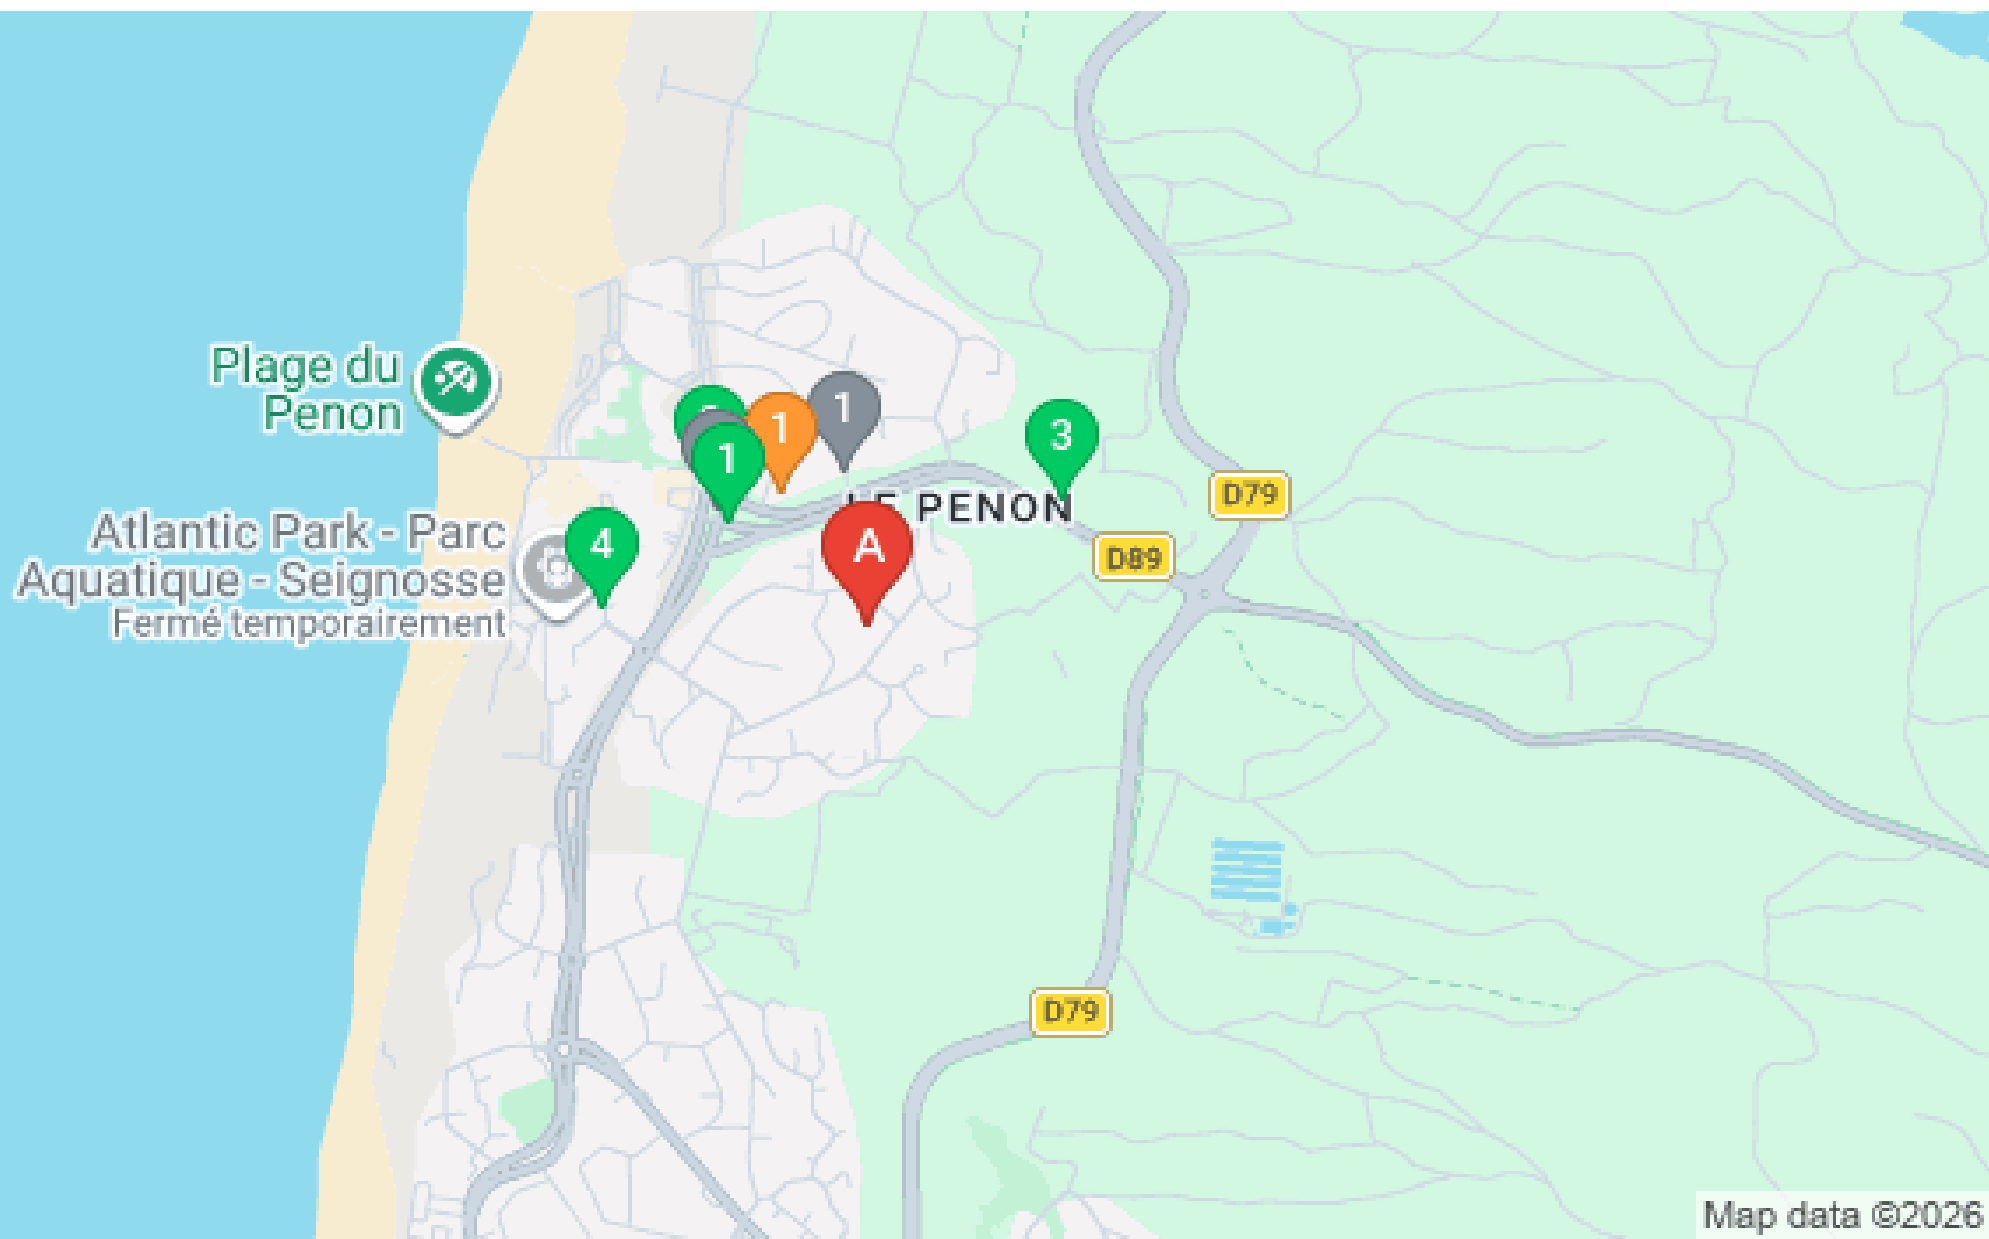 Plage du
Penon
1
1
1
3
LE PENON
D79
Atlantic Park - Parc
Aquatique - Seignosse
Fermé temporairement
4
A
D89
D79
Map data ©2026